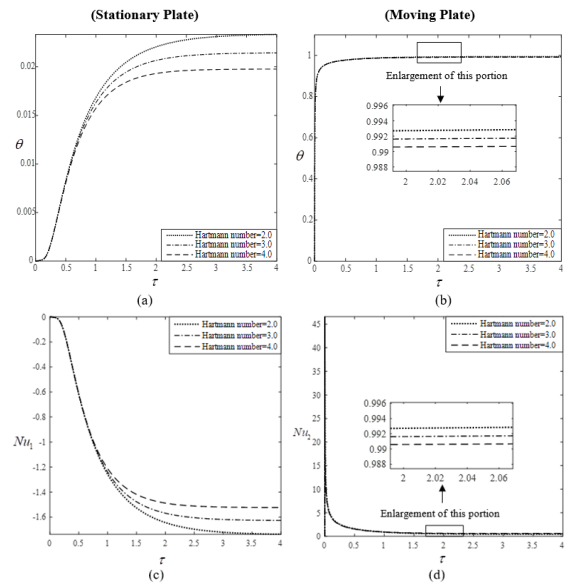 (Stationary Plate)
(Moving Plate)
0.02
0.015
0.01
0.005
0
θ
Hartmann number=2.0
Hartmann number=3.0
Hartmann number=4.0
0 0.5 1 1.5 2 2.5 3 3.5 4
τ
(a)
1
0.8
0.6
0.4
0.2
0
θ
Enlargement of this portion
0.996
0.994
0.992
0.99
0.988
2 2.02 2.04 2.06
Hartmann number=2.0
Hartmann number=3.0
Hartmann number=4.0
0 0.5 1 1.5 2 2.5 3 3.5 4
τ
(b)
0
-0.2
-0.4
-0.6
-0.8
Nu1 -1
-1.2
-1.4
-1.6
Hartmann number=2.0
Hartmann number=3.0
Hartmann number=4.0
0 0.5 1 1.5 2 2.5 3 3.5 4
τ
(c)
45
40
35
30
25
Nu2
20
15
10
5
0
Hartmann number=2.0
Hartmann number=3.0
Hartmann number=4.0
0.996
0.994
0.992
0.99
0.988
2 2.02 2.04 2.06
Enlargement of this portion
0 0.5 1 1.5 2 2.5 3 3.5 4
τ
(d)